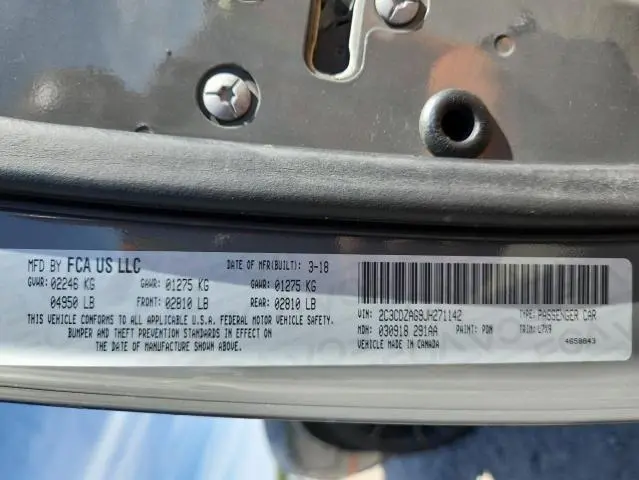 MFD BY FCA US LLC DATE OF MFR(BUILT): 3-18
GVWR: 02246 KG GAWR: 01275 KG GAWR: 01275 KG
04950 LB FRONT: 02810 LB REAR: 02810 LB
THIS VEHICLE CONFORMS TO ALL APPLICABLE U.S.A. FEDERAL MOTOR VEHICLE SAFETY,
BUMPER AND THEFT PREVENTION STANDARDS IN EFFECT ON
THE DATE OF MANUFACTURE SHOWN ABOVE.
VIN: 2C3CDZAG9JH271142 TYPE: PASSENGER CAR
MDH: 030918 291AA PAINT: PDN TRIM: L7X9
VEHICLE MADE IN CANADA 4658843